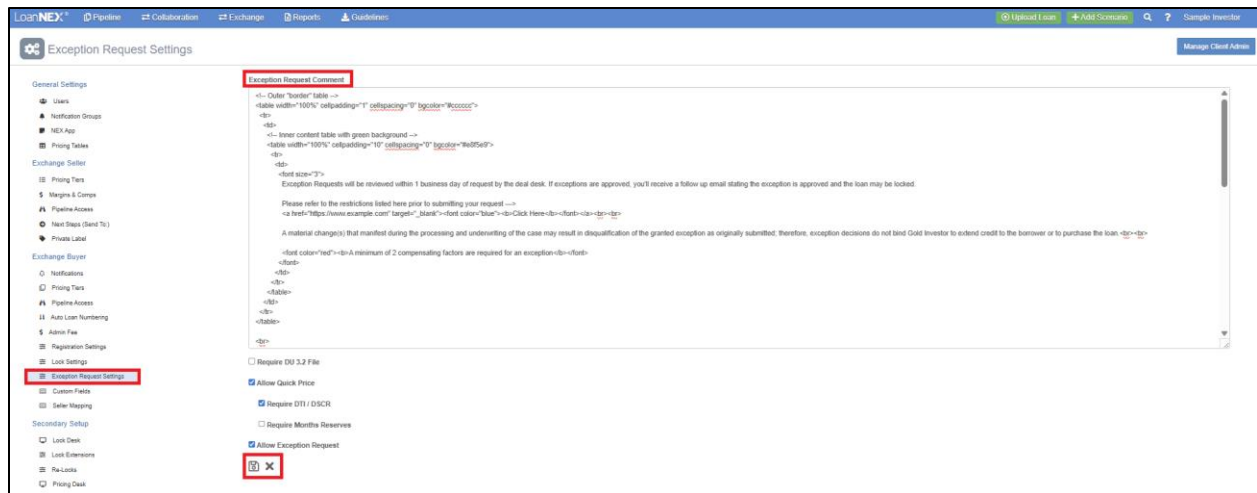 LoanNEX Pipeline Collaboration Exchange Reports Guidelines Upload Loan + Add Scenario ? Sample Investor
Exception Request Settings
Manage Client Admin
General Settings
Users
Notification Groups
NEX App
Pricing Tables
Exchange Seller
Pricing Tiers
$ Margins & Comps
Pipeline Access
Next Steps (Send To:)
Private Label
Exchange Buyer
Notifications
Pricing Tiers
Pipeline Access
Auto Loan Numbering
$ Admin Fee
Registration Settings
Lock Settings
Exception Request Settings
Custom Fields
Seller Mapping
Secondary Setup
Lock Desk
Lock Extensions
Re-Locks
Pricing Desk
Exception Request Comment
<!-- Outer "border" table -->
<table width="100%" cellpadding="1" cellspacing="0" bgcolor="#cccccc">
<tr>
<td>
<!-- Inner content table with green background -->
<table width="100%" cellpadding="10" cellspacing="0" bgcolor="#e8f5e9">
<tr>
<td>
<font size="3">
Exception Requests will be reviewed within 1 business day of request by the deal desk. If exceptions are approved, you'll receive a follow up email stating the exception is approved and the loan may be locked.
Please refer to the restrictions listed here prior to submitting your request --->
<a href="https://www.example.com" target="_blank"><font color="blue"><b>Click Here</b></font></a><br><br>
A material change(s) that manifest during the processing and underwriting of the case may result in disqualification of the granted exception as originally submitted; therefore, exception decisions do not bind Gold Investor to extend credit to the borrower or to purchase the loan.<br><br>
<font color="red"><b>A minimum of 2 compensating factors are required for an exception</b></font>
</font>
</td>
</tr>
</table>
</td>
</tr>
</table>
<br>
Require DU 3.2 File
Allow Quick Price
Require DTI / DSCR
Require Months Reserves
Allow Exception Request